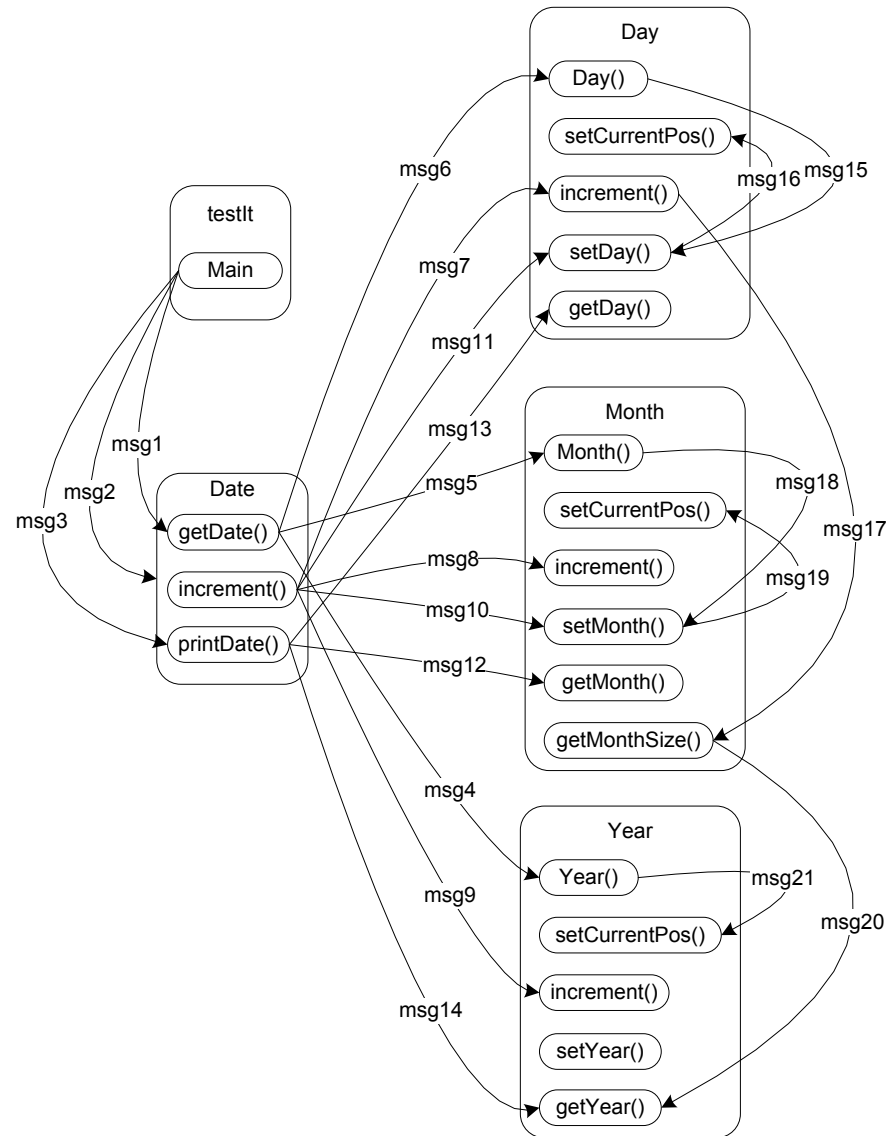 Day
Day()
setCurrentPos()
increment()
setDay()
getDay()
msg6
msg16
msg15
testIt
Main
msg7
msg11
msg13
msg1
msg2
msg3
Date
getDate()
increment()
printDate()
Month
Month()
setCurrentPos()
increment()
setMonth()
getMonth()
getMonthSize()
msg5
msg18
msg17
msg8
msg19
msg10
msg12
msg4
Year
Year()
setCurrentPos()
increment()
setYear()
getYear()
msg21
msg9
msg20
msg14